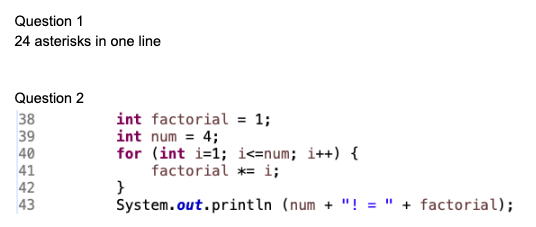 Question 1
24 asterisks in one line
Question 2
38 int factorial = 1;
39 int num = 4;
40 for (int i=1; i<=num; i++) {
41 factorial *= i;
42 }
43 System.out.println (num + "! = " + factorial);